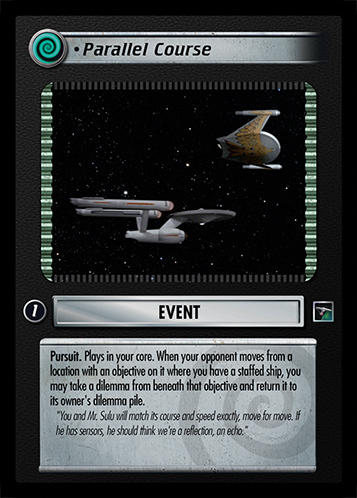 • Parallel Course
1
EVENT
Pursuit. Plays in your core. When your opponent moves from a
location with an objective on it where you have a staffed ship, you
may take a dilemma from beneath that objective and return it to
its owner's dilemma pile.
"You and Mr. Sulu will match its course and speed exactly, move for move. If
he has sensors, he should think we're a reflection, an echo."